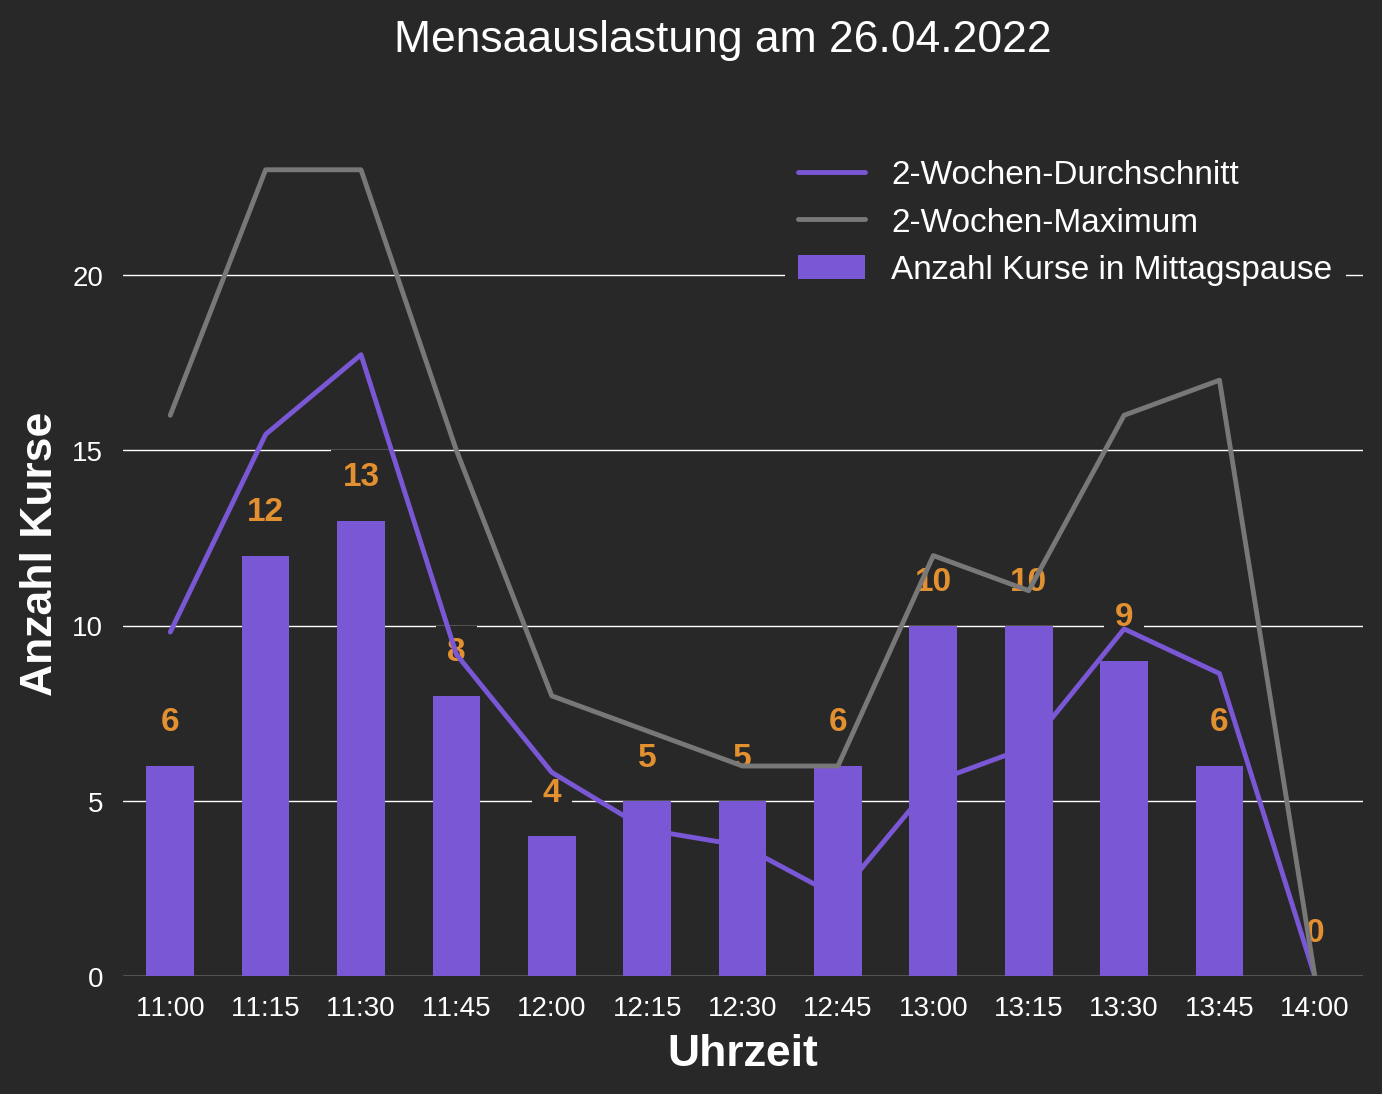 Mensaauslastung am 26.04.2022
2-Wochen-Durchschnitt
2-Wochen-Maximum
Anzahl Kurse in Mittagspause
Anzahl Kurse
20
15
10
5
0
6
12
13
8
4
5
5
6
10
10
9
6
0
11:00 11:15 11:30 11:45 12:00 12:15 12:30 12:45 13:00 13:15 13:30 13:45 14:00
Uhrzeit